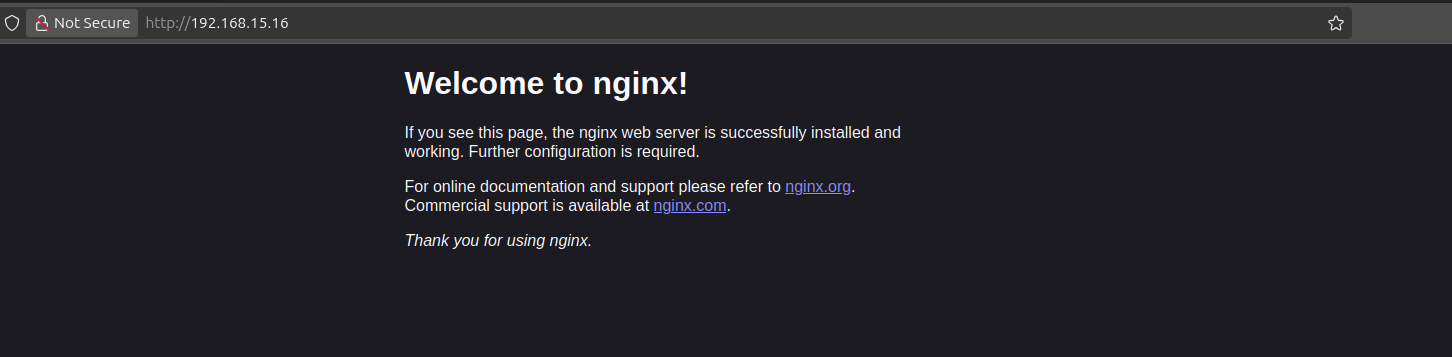 Not Secure http://192.168.15.16
Welcome to nginx!
If you see this page, the nginx web server is successfully installed and
working. Further configuration is required.
For online documentation and support please refer to nginx.org.
Commercial support is available at nginx.com.
Thank you for using nginx.